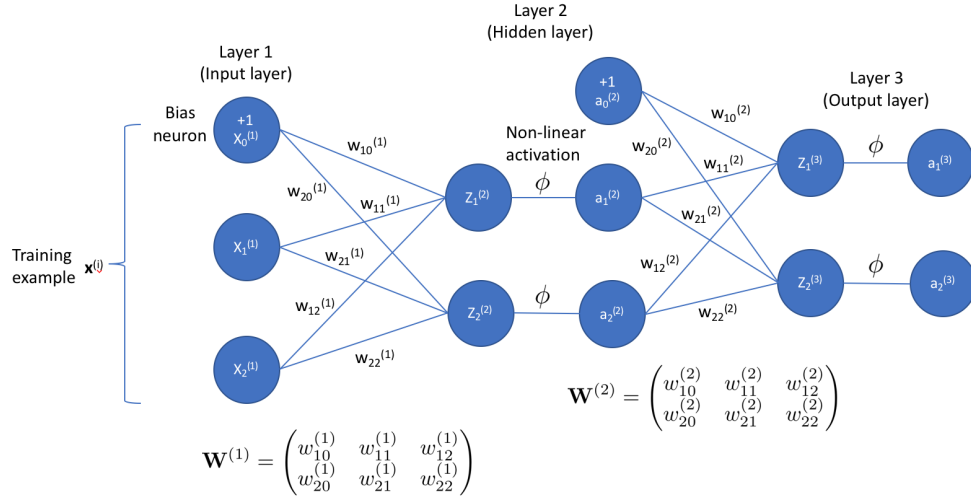 Layer 2
(Hidden layer)
Layer 1
(Input layer)
Layer 3
(Output layer)
Bias
neuron
+1
X₀⁽¹⁾
+1
a₀⁽²⁾
w₁₀⁽¹⁾
w₂₀⁽¹⁾
w₁₁⁽¹⁾
w₂₁⁽¹⁾
w₁₂⁽¹⁾
w₂₂⁽¹⁾
X₁⁽¹⁾
X₂⁽¹⁾
Training
example x⁽ⁱ⁾
Non-linear
activation
Z₁⁽²⁾ ϕ a₁⁽²⁾
Z₂⁽²⁾ ϕ a₂⁽²⁾
w₁₀⁽²⁾
w₂₀⁽²⁾
w₁₁⁽²⁾
w₂₁⁽²⁾
w₁₂⁽²⁾
w₂₂⁽²⁾
Z₁⁽³⁾ ϕ a₁⁽³⁾
Z₂⁽³⁾ ϕ a₂⁽³⁾
W⁽²⁾ = ( w₁₀⁽²⁾ w₁₁⁽²⁾ w₁₂⁽²⁾
w₂₀⁽²⁾ w₂₁⁽²⁾ w₂₂⁽²⁾ )
W⁽¹⁾ = ( w₁₀⁽¹⁾ w₁₁⁽¹⁾ w₁₂⁽¹⁾
w₂₀⁽¹⁾ w₂₁⁽¹⁾ w₂₂⁽¹⁾ )